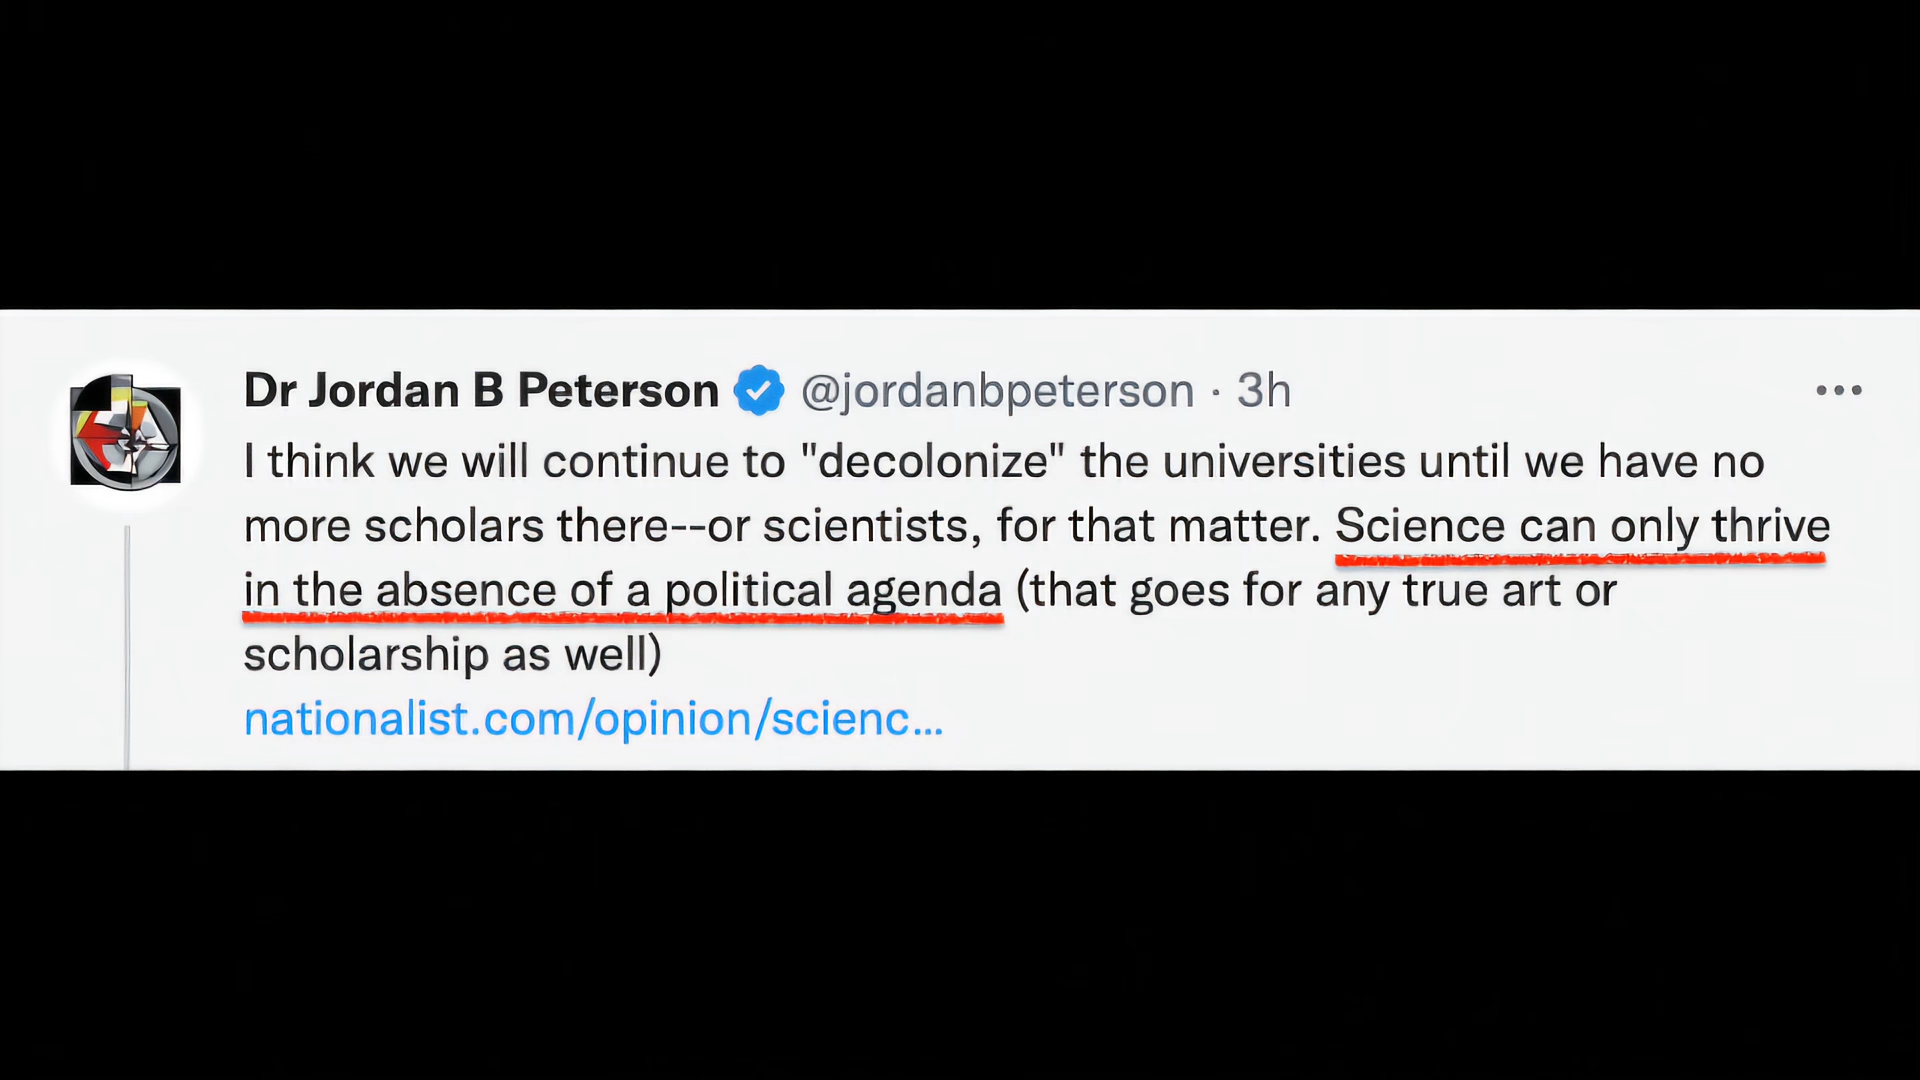 Dr Jordan B Peterson @jordanbpeterson · 3h
I think we will continue to "decolonize" the universities until we have no
more scholars there--or scientists, for that matter. Science can only thrive
in the absence of a political agenda (that goes for any true art or
scholarship as well)
nationalist.com/opinion/scienc...